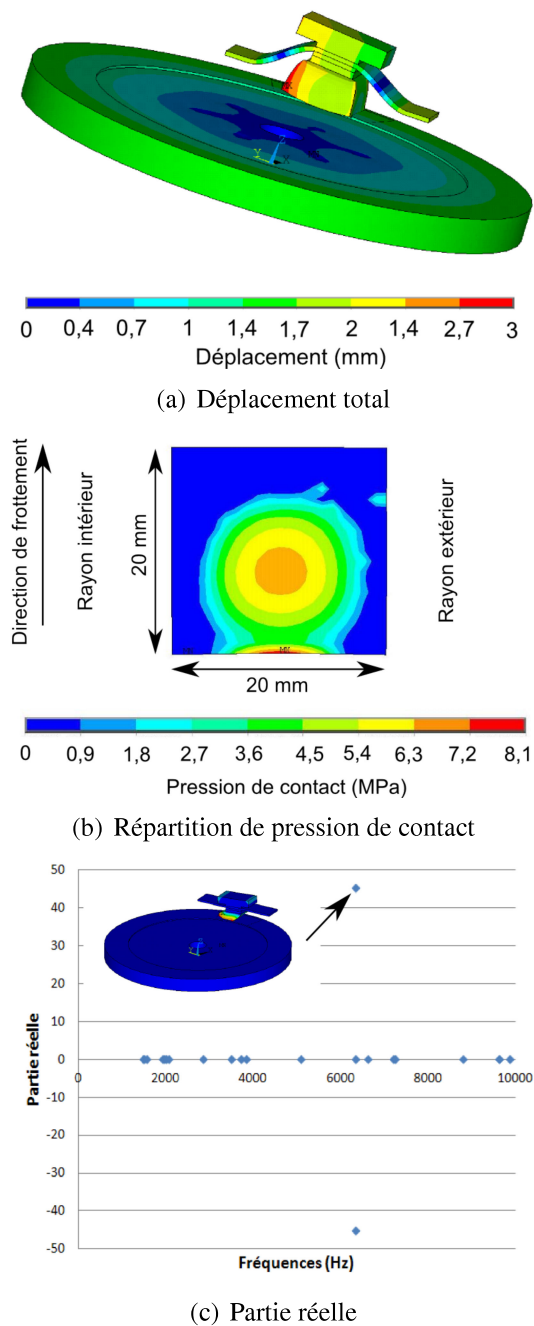 0 0,4 0,7 1 1,4 1,7 2 1,4 2,7 3
Déplacement (mm)
(a) Déplacement total
Direction de frottement
Rayon intérieur
20 mm
Rayon extérieur
20 mm
0 0,9 1,8 2,7 3,6 4,5 5,4 6,3 7,2 8,1
Pression de contact (MPa)
(b) Répartition de pression de contact
50
40
30
20
10
0
0 2000 4000 6000 8000 10000
-10
-20
-30
-40
-50
Partie réelle
Fréquences (Hz)
(c) Partie réelle